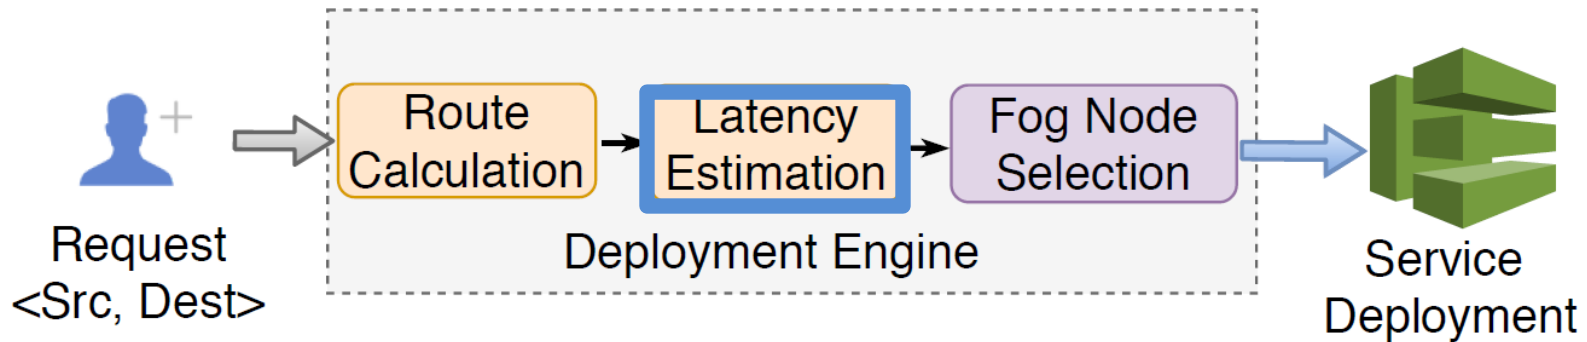 Request
<Src, Dest>
Route
Calculation
Latency
Estimation
Fog Node
Selection
Deployment Engine
Service
Deployment